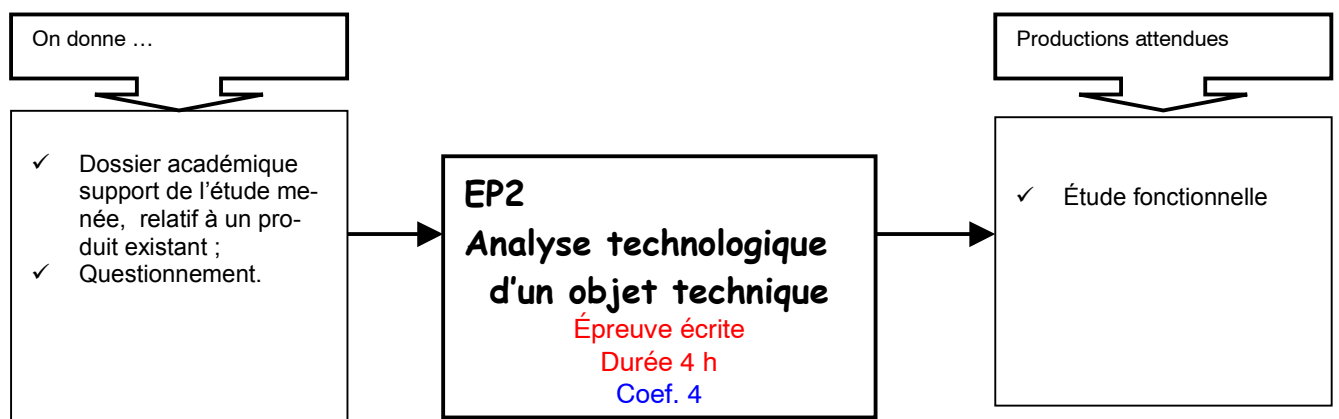 On donne …
✓ Dossier académique
support de l'étude me-
née, relatif à un pro-
duit existant ;
✓ Questionnement.
EP2
Analyse technologique
d'un objet technique
Épreuve écrite
Durée 4 h
Coef. 4
Productions attendues
✓ Étude fonctionnelle